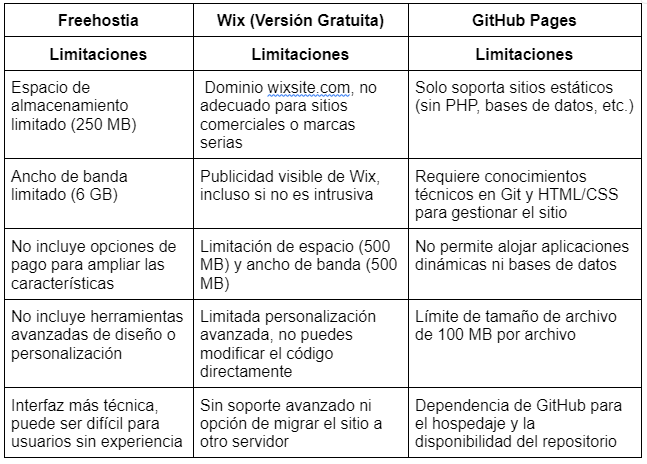 Freehostia
Wix (Versión Gratuita)
GitHub Pages
Limitaciones
Limitaciones
Limitaciones
Espacio de
almacenamiento
limitado (250 MB)
Dominio wixsite.com, no
adecuado para sitios
comerciales o marcas
serias
Solo soporta sitios estáticos
(sin PHP, bases de datos, etc.)
Ancho de banda
limitado (6 GB)
Publicidad visible de Wix,
incluso si no es intrusiva
Requiere conocimientos
técnicos en Git y HTML/CSS
para gestionar el sitio
No incluye opciones de
pago para ampliar las
características
Limitación de espacio (500
MB) y ancho de banda (500
MB)
No permite alojar aplicaciones
dinámicas ni bases de datos
No incluye herramientas
avanzadas de diseño o
personalización
Limitada personalización
avanzada, no puedes
modificar el código
directamente
Límite de tamaño de archivo
de 100 MB por archivo
Interfaz más técnica,
puede ser difícil para
usuarios sin experiencia
Sin soporte avanzado ni
opción de migrar el sitio a
otro servidor
Dependencia de GitHub para
el hospedaje y la
disponibilidad del repositorio